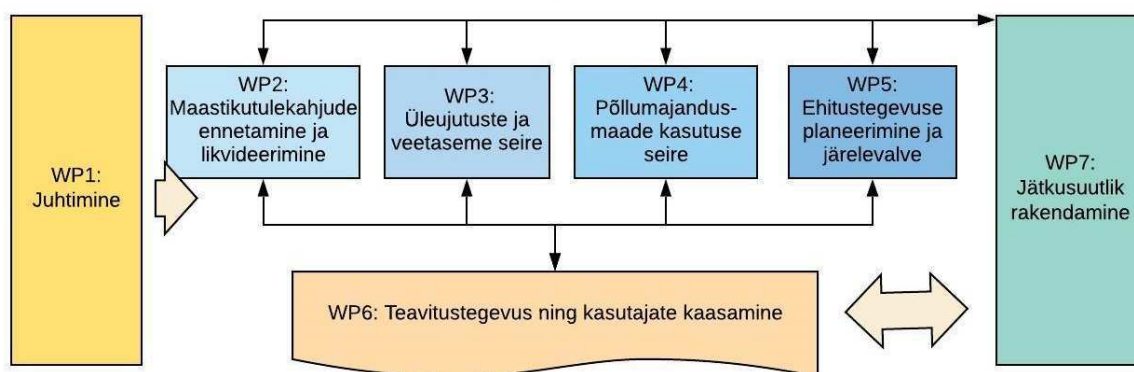 WP1:
Juhtimine
WP2:
Maastikutulekahjude
ennetamine ja
likvideerimine
WP3:
Üleujutuste ja
veetaseme seire
WP4:
Põllumajandus-
maade kasutuse
seire
WP5:
Ehitustegevuse
planeerimine ja
järelevalve
WP6: Teavitustegevus ning kasutajate kaasamine
WP7:
Jätkusuutlik
rakendamine